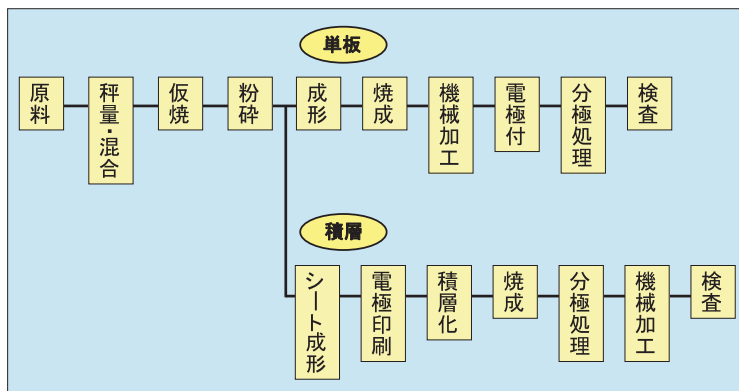 単板
原料
秤量・混合
仮焼
粉砕
成形
焼成
機械加工
電極付
分極処理
検査
積層
シート成形
電極印刷
積層化
焼成
分極処理
機械加工
検査